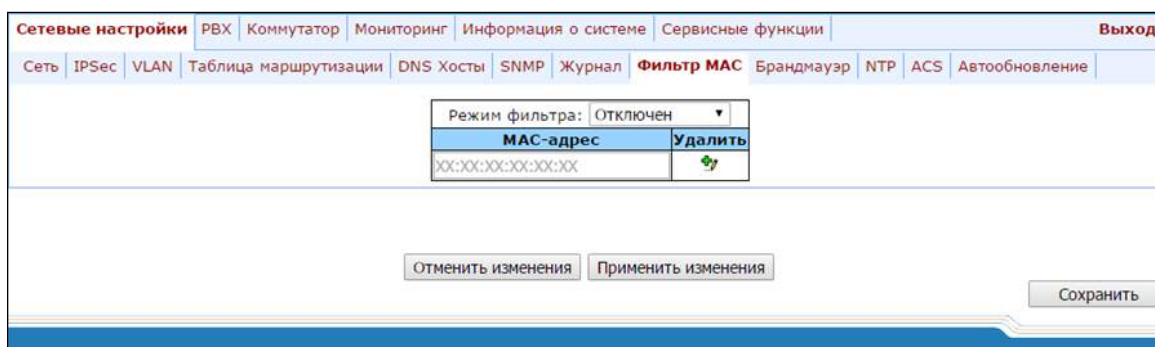 Сетевые настройки PBX Коммутатор Мониторинг Информация о системе Сервисные функции Выход
Сеть IPSec VLAN Таблица маршрутизации DNS Хосты SNMP Журнал Фильтр MAC Брандмауэр NTP ACS Автообновление
Режим фильтра: Отключен
MAC-адрес Удалить
XX:XX:XX:XX:XX:XX
Отменить изменения Применить изменения
Сохранить